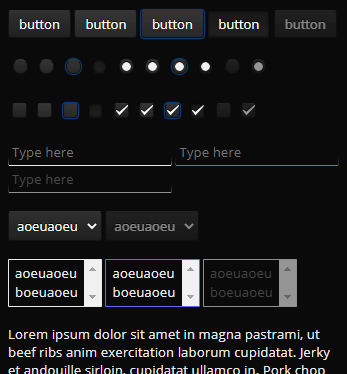 button button button button button
Type here Type here
Type here
aoeuaoeu aoeuaoeu
aoeuaoeu aoeuaoeu aoeuaoeu
boeuaoeu boeuaoeu boeuaoeu
Lorem ipsum dolor sit amet in magna pastrami, ut
beef ribs anim exercitation laborum cupidatat. Jerky
et andouille sirloin, cupidatat ullamco in. Pork chop